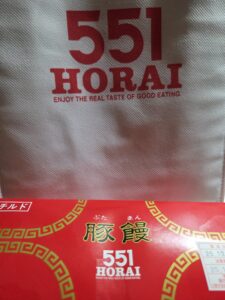 551
HORAI
ENJOY THE REAL TASTE OF GOOD EATING
チルド
ぶた まん
豚饅
551
HORAI